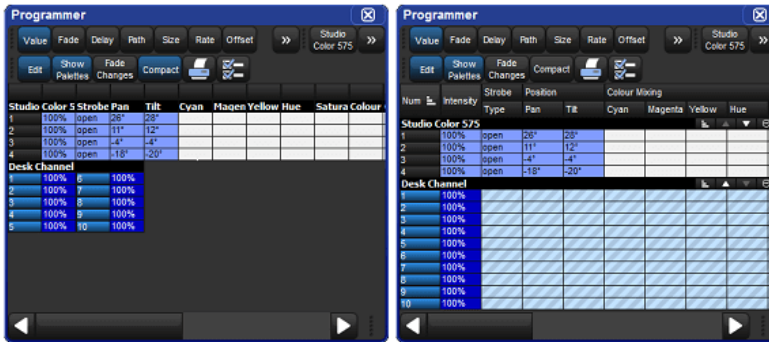 Programmer
Value Fade Delay Path Size Rate Offset » Studio Color 575 »
Edit Show Palettes Fade Changes Compact
Studio Color 5 Strobe Pan Tilt Cyan Magen Yellow Hue Satura Colour
1 100% open 26° 28°
2 100% open 11° 12°
3 100% open -4° -4°
4 100% open -18° -20°
Desk Channel
1 100% 6 100%
2 100% 7 100%
3 100% 8 100%
4 100% 9 100%
5 100% 10 100%
Programmer
Value Fade Delay Path Size Rate Offset » Studio Color 575 »
Edit Show Palettes Fade Changes Compact
Num Intensity Strobe Position Colour Mixing
Type Pan Tilt Cyan Magenta Yellow Hue
Studio Color 575
1 100% open 26° 28°
2 100% open 11° 12°
3 100% open -4° -4°
4 100% open -18° -20°
Desk Channel
1 100%
2 100%
3 100%
4 100%
5 100%
6 100%
7 100%
8 100%
9 100%
10 100%